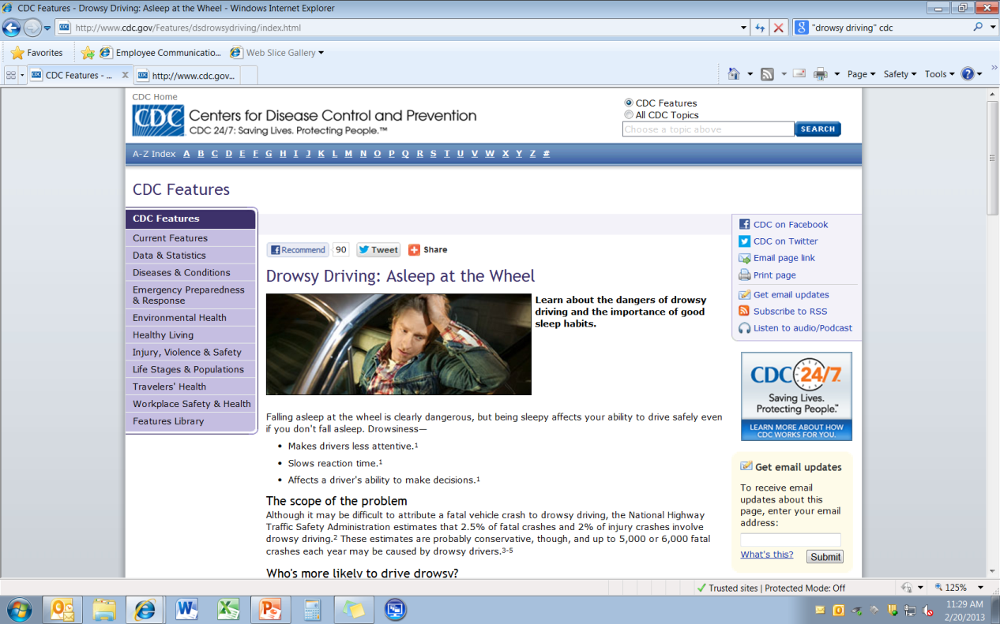 CDC Features - Drowsy Driving: Asleep at the Wheel - Windows Internet Explorer
http://www.cdc.gov/Features/dsdrowsydriving/index.html
"drowsy driving" cdc
Favorites
Employee Communicatio...
Web Slice Gallery
CDC Features - ...
http://www.cdc.gov...
Page
Safety
Tools
CDC Home
CDC
Centers for Disease Control and Prevention
CDC 24/7: Saving Lives. Protecting People.™
CDC Features
All CDC Topics
Choose a topic above
SEARCH
A-Z Index A B C D E F G H I J K L M N O P Q R S T U V W X Y Z #
CDC Features
CDC Features
Current Features
Data & Statistics
Diseases & Conditions
Emergency Preparedness
& Response
Environmental Health
Healthy Living
Injury, Violence & Safety
Life Stages & Populations
Travelers' Health
Workplace Safety & Health
Features Library
Recommend 90 Tweet Share
Drowsy Driving: Asleep at the Wheel
Learn about the dangers of drowsy
driving and the importance of good
sleep habits.
Falling asleep at the wheel is clearly dangerous, but being sleepy affects your ability to drive safely even
if you don't fall asleep. Drowsiness—
• Makes drivers less attentive.1
• Slows reaction time.1
• Affects a driver's ability to make decisions.1
The scope of the problem
Although it may be difficult to attribute a fatal vehicle crash to drowsy driving, the National Highway
Traffic Safety Administration estimates that 2.5% of fatal crashes and 2% of injury crashes involve
drowsy driving.2 These estimates are probably conservative, though, and up to 5,000 or 6,000 fatal
crashes each year may be caused by drowsy drivers.3-5
Who's more likely to drive drowsy?
CDC on Facebook
CDC on Twitter
Email page link
Print page
Get email updates
Subscribe to RSS
Listen to audio/Podcast
CDC 24/7
Saving Lives.
Protecting People.™
LEARN MORE ABOUT HOW
CDC WORKS FOR YOU.
Get email updates
To receive email
updates about this
page, enter your email
address:
What's this?
Submit
Trusted sites | Protected Mode: Off
125%
11:29 AM
2/20/2013